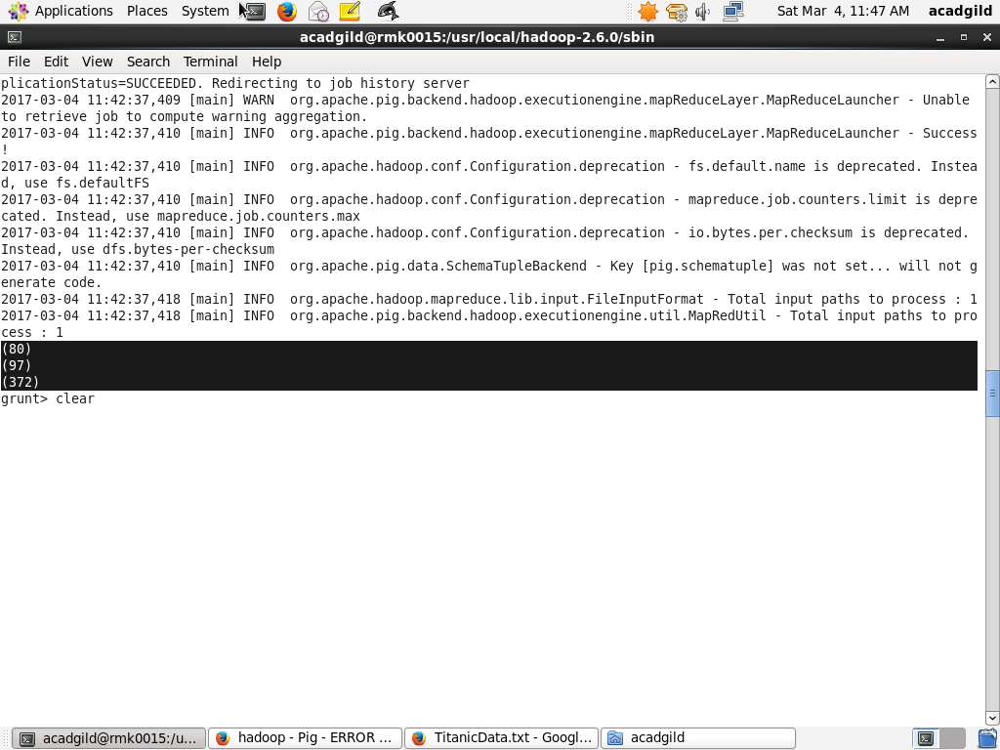 Applications Places System Sat Mar 4, 11:47 AM acadgild
acadgild@rmk0015:/usr/local/hadoop-2.6.0/sbin
File Edit View Search Terminal Help
plicationStatus=SUCCEEDED. Redirecting to job history server
2017-03-04 11:42:37,409 [main] WARN  org.apache.pig.backend.hadoop.executionengine.mapReduceLayer.MapReduceLauncher - Unable
to retrieve job to compute warning aggregation.
2017-03-04 11:42:37,410 [main] INFO  org.apache.pig.backend.hadoop.executionengine.mapReduceLayer.MapReduceLauncher - Success
!
2017-03-04 11:42:37,410 [main] INFO  org.apache.hadoop.conf.Configuration.deprecation - fs.default.name is deprecated. Instea
d, use fs.defaultFS
2017-03-04 11:42:37,410 [main] INFO  org.apache.hadoop.conf.Configuration.deprecation - mapreduce.job.counters.limit is depre
cated. Instead, use mapreduce.job.counters.max
2017-03-04 11:42:37,410 [main] INFO  org.apache.hadoop.conf.Configuration.deprecation - io.bytes.per.checksum is deprecated.
Instead, use dfs.bytes-per-checksum
2017-03-04 11:42:37,410 [main] INFO  org.apache.pig.data.SchemaTupleBackend - Key [pig.schematuple] was not set... will not g
enerate code.
2017-03-04 11:42:37,418 [main] INFO  org.apache.hadoop.mapreduce.lib.input.FileInputFormat - Total input paths to process : 1
2017-03-04 11:42:37,418 [main] INFO  org.apache.pig.backend.hadoop.executionengine.util.MapRedUtil - Total input paths to pro
cess : 1
(80)
(97)
(372)
grunt> clear
acadgild@rmk0015:/u... hadoop - Pig - ERROR ... TitanicData.txt - Googl... acadgild